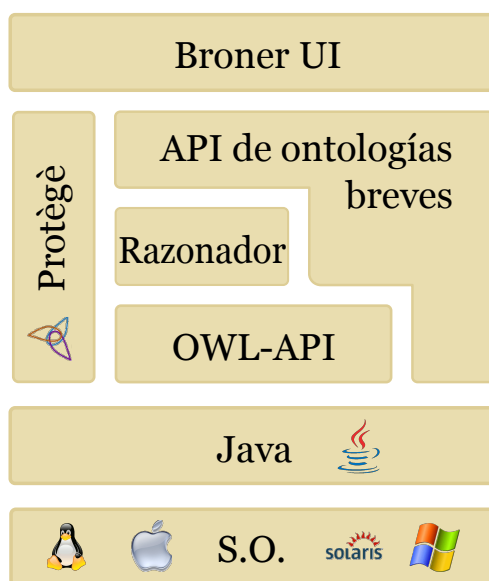 Broner UI
Protègè
API de ontologías
breves
Razonador
OWL-API
Java
S.O.
solaris